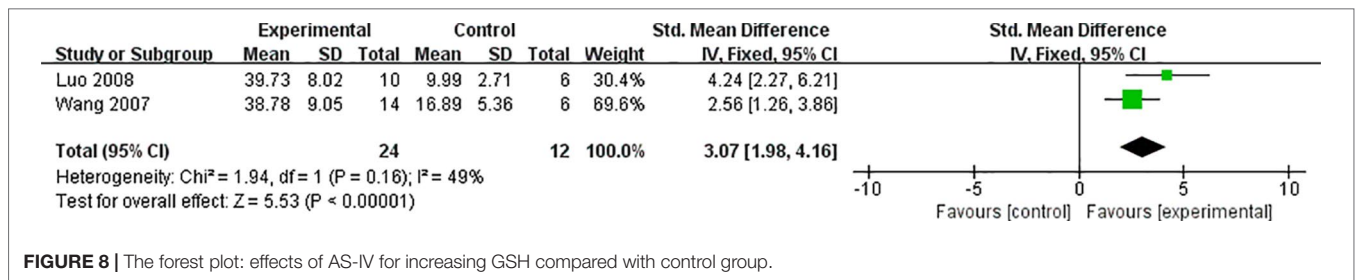 Experimental Control Std. Mean Difference Std. Mean Difference
Study or Subgroup Mean SD Total Mean SD Total Weight IV, Fixed, 95% CI IV, Fixed, 95% CI
Luo 2008 39.73 8.02 10 9.99 2.71 6 30.4% 4.24 [2.27, 6.21]
Wang 2007 38.78 9.05 14 16.89 5.36 6 69.6% 2.56 [1.26, 3.86]
Total (95% CI) 24 12 100.0% 3.07 [1.98, 4.16]
Heterogeneity: Chi² = 1.94, df = 1 (P = 0.16); I² = 49%
Test for overall effect: Z = 5.53 (P < 0.00001)
-10 -5 0 5 10
Favours [control] Favours [experimental]
FIGURE 8 | The forest plot: effects of AS-IV for increasing GSH compared with control group.